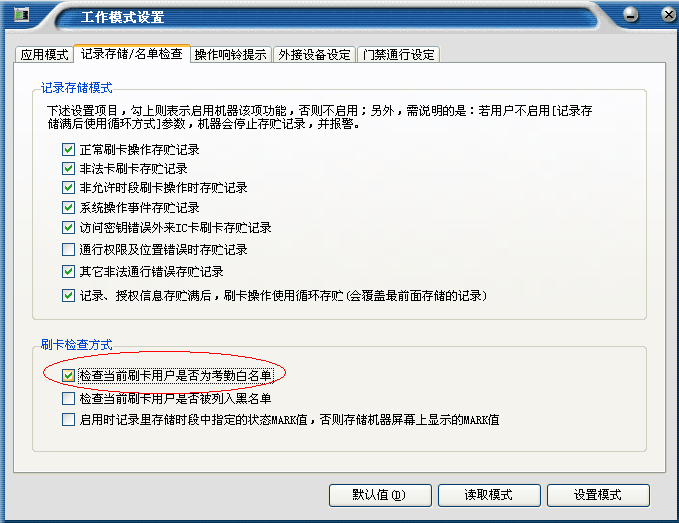 工作模式设置
应用模式 记录存储/名单检查 操作响铃提示 外接设备设定 门禁通行设定
记录存储模式
下述设置项目，勾上则表示启用机器该项功能，否则不启用；另外，需说明的是：若用户不启用[记录存
储满后使用循环方式]参数，机器会停止存贮记录，并报警。
正常刷卡操作存贮记录
非法卡刷卡存贮记录
非允许时段刷卡操作时存贮记录
系统操作事件存贮记录
访问密钥错误外来IC卡刷卡存贮记录
通行权限及位置错误时存贮记录
其它非法通行错误存贮记录
记录、授权信息存贮满后，刷卡操作使用循环存贮(会覆盖最前面存储的记录)
刷卡检查方式
检查当前刷卡用户是否为考勤白名单
检查当前刷卡用户是否被列入黑名单
启用时记录里存储时段中指定的状态MARK值，否则存储机器屏幕上显示的MARK值
默认值(D) 读取模式 设置模式